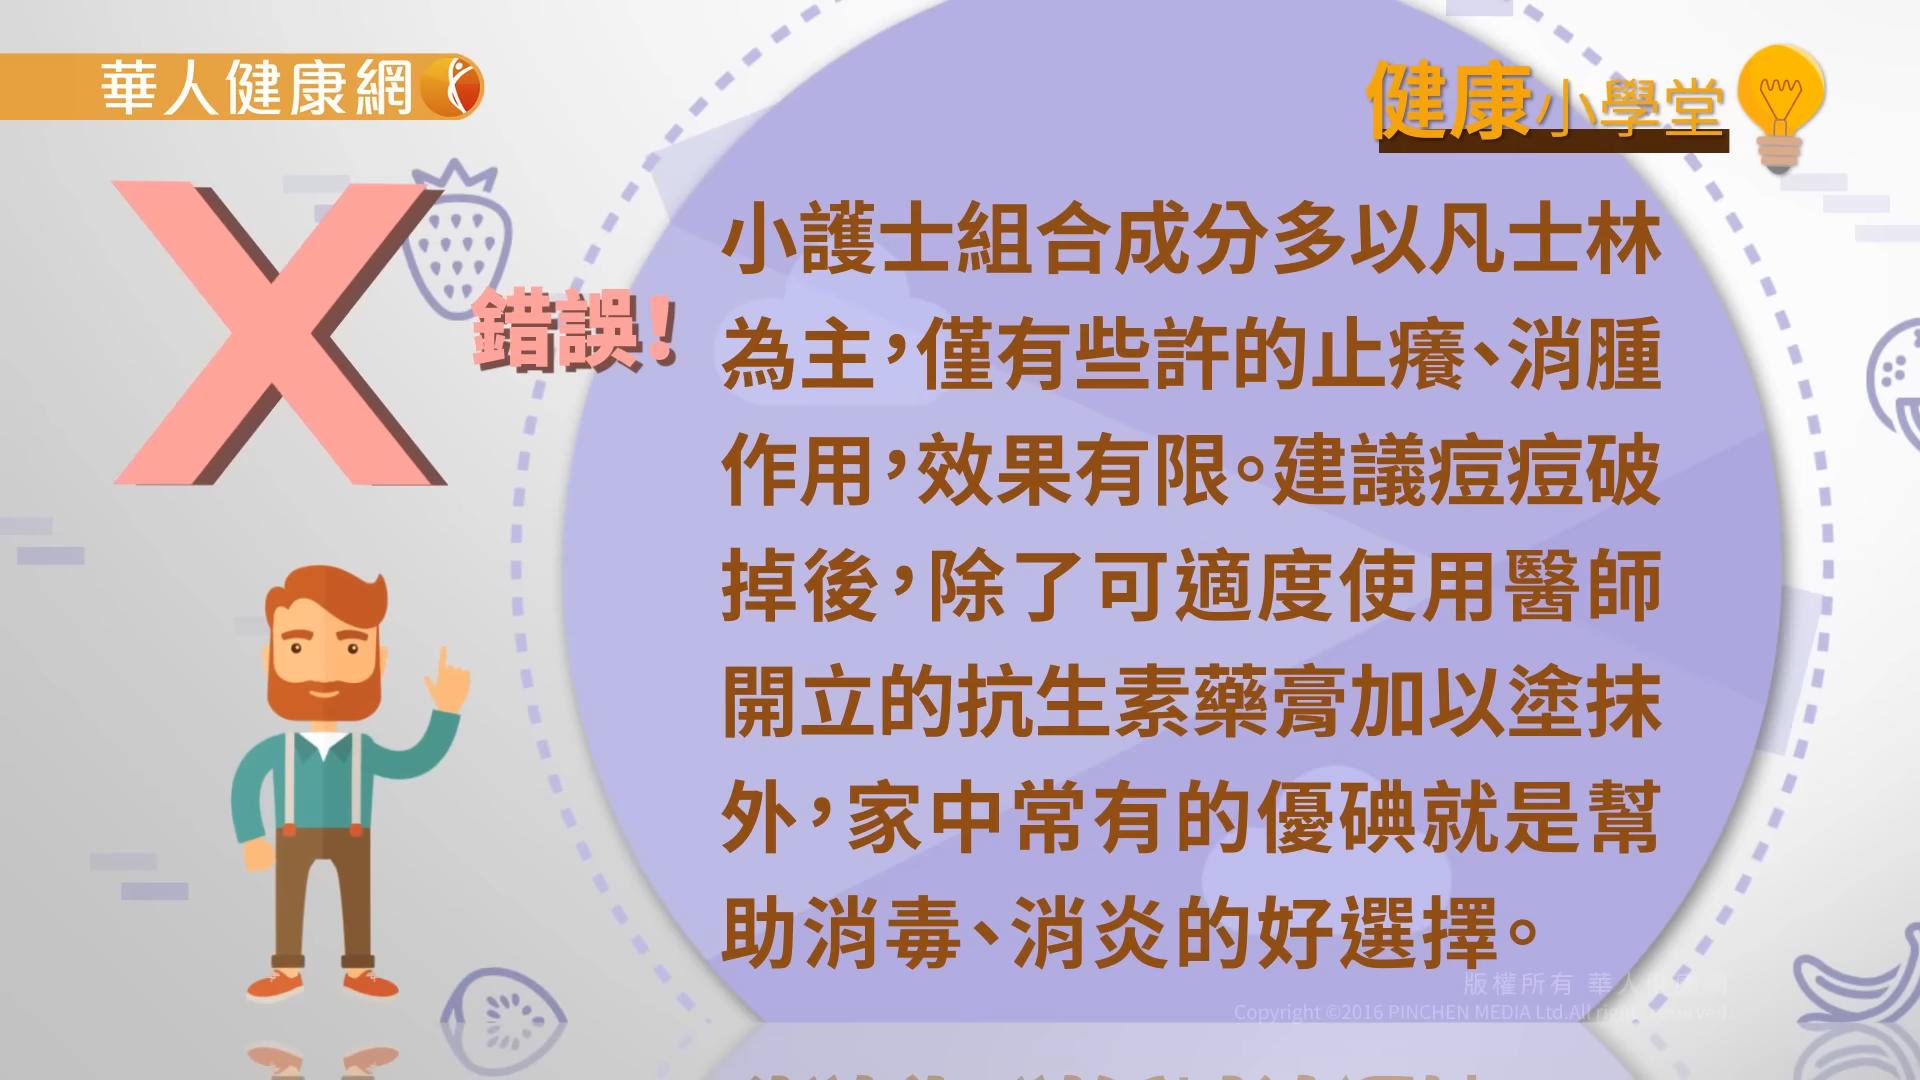 華人健康網
健康小學堂
X
錯誤！
小護士組合成分多以凡士林
為主，僅有些許的止癢、消腫
作用，效果有限。建議痘痘破
掉後，除了可適度使用醫師
開立的抗生素藥膏加以塗抹
外，家中常有的優碘就是幫
助消毒、消炎的好選擇。
版權所有 華人健康網
Copyright ©2016 PINCHEN MEDIA Ltd.All rights reserved.